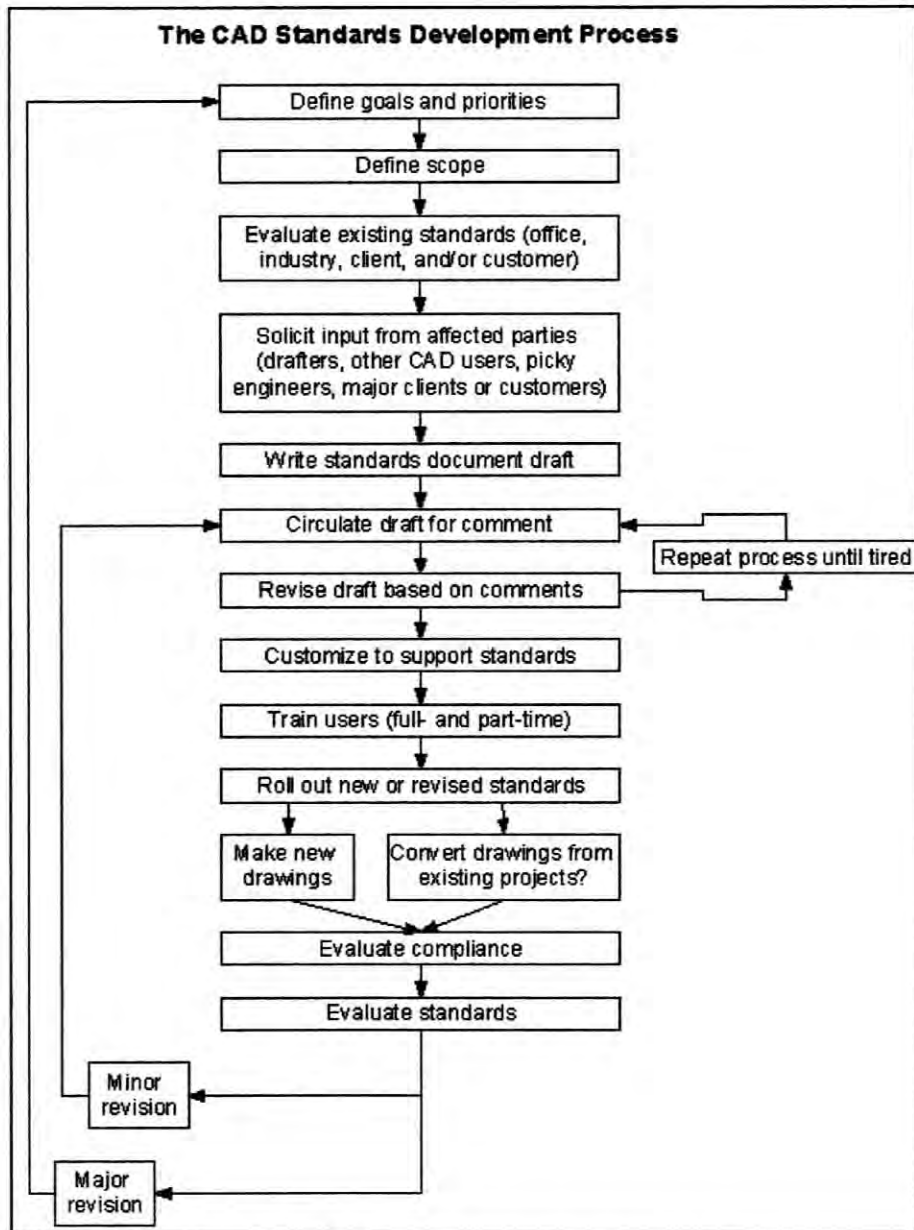 The CAD Standards Development Process
Define goals and priorities
Define scope
Evaluate existing standards (office,
industry, client, and/or customer)
Solicit input from affected parties
(drafters, other CAD users, picky
engineers, major clients or customers)
Write standards document draft
Circulate draft for comment
Repeat process until tired
Revise draft based on comments
Customize to support standards
Train users (full- and part-time)
Roll out new or revised standards
Make new
drawings
Convert drawings from
existing projects?
Evaluate compliance
Evaluate standards
Minor
revision
Major
revision